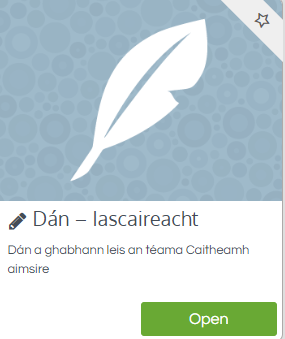 Dán – Iascaireacht
Dán a ghabhann leis an téama Caitheamh
aimsire
Open